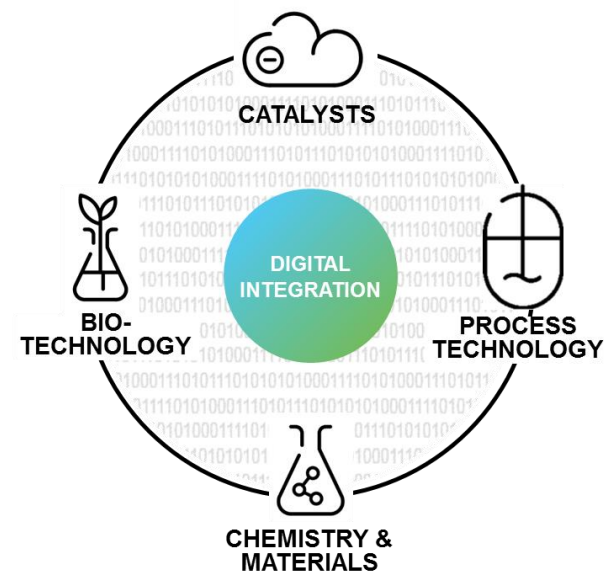 CATALYSTS
DIGITAL
INTEGRATION
BIO-
TECHNOLOGY
PROCESS
TECHNOLOGY
CHEMISTRY &
MATERIALS